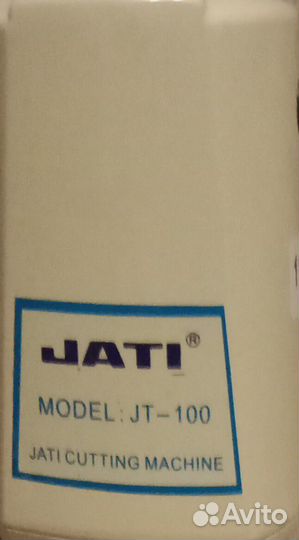 JATI®
MODEL: JT-100
JATI CUTTING MACHINE
Avito